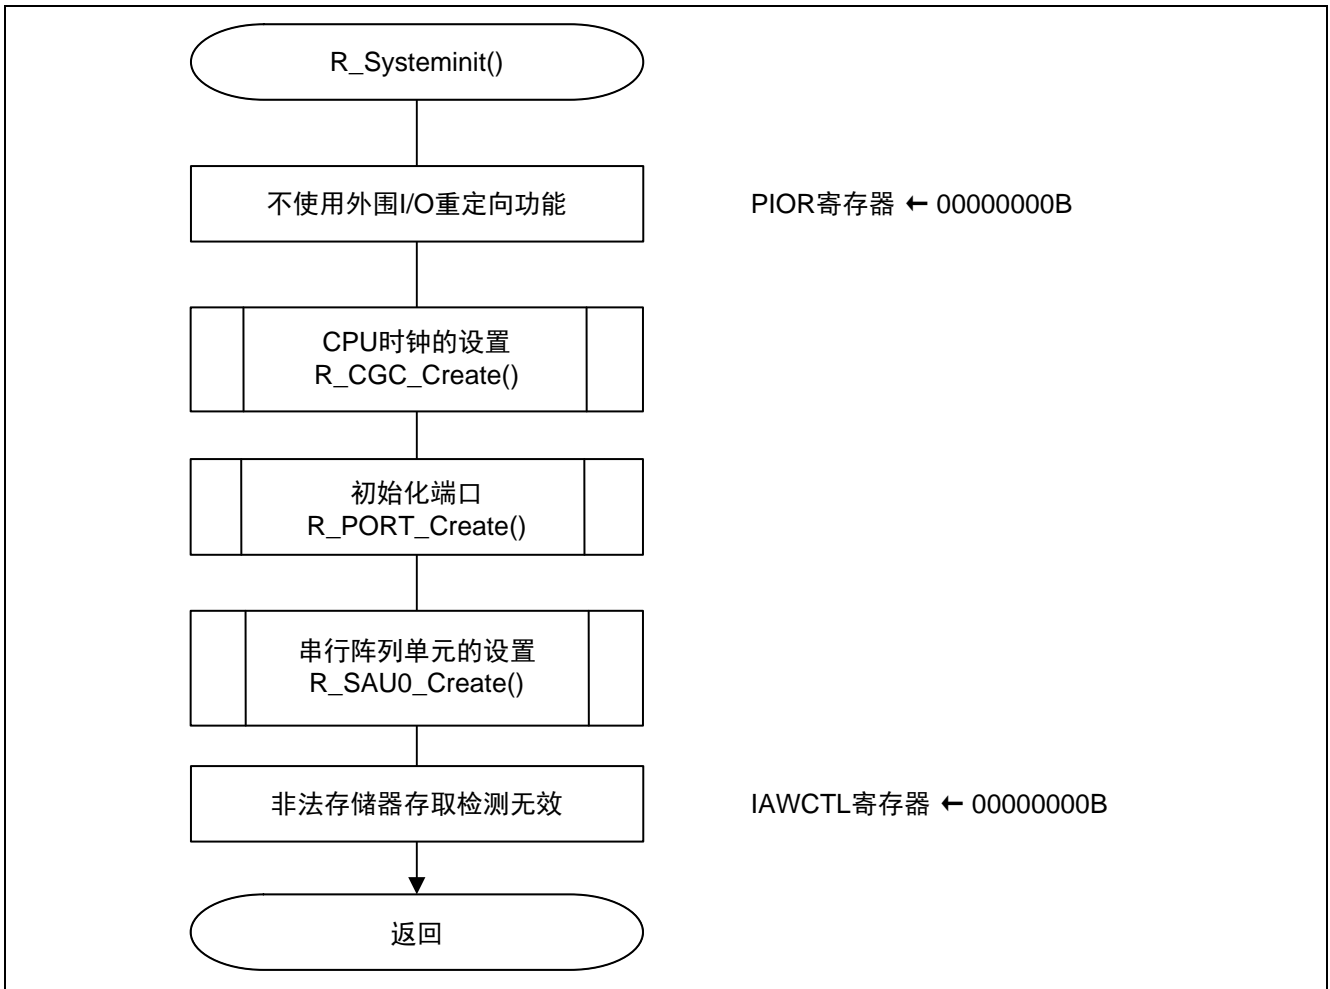 R_Systeminit()
不使用外围I/O重定向功能
PIOR寄存器 ← 00000000B
CPU时钟的设置
R_CGC_Create()
初始化端口
R_PORT_Create()
串行阵列单元的设置
R_SAU0_Create()
非法存储器存取检测无效
IAWCTL寄存器 ← 00000000B
返回